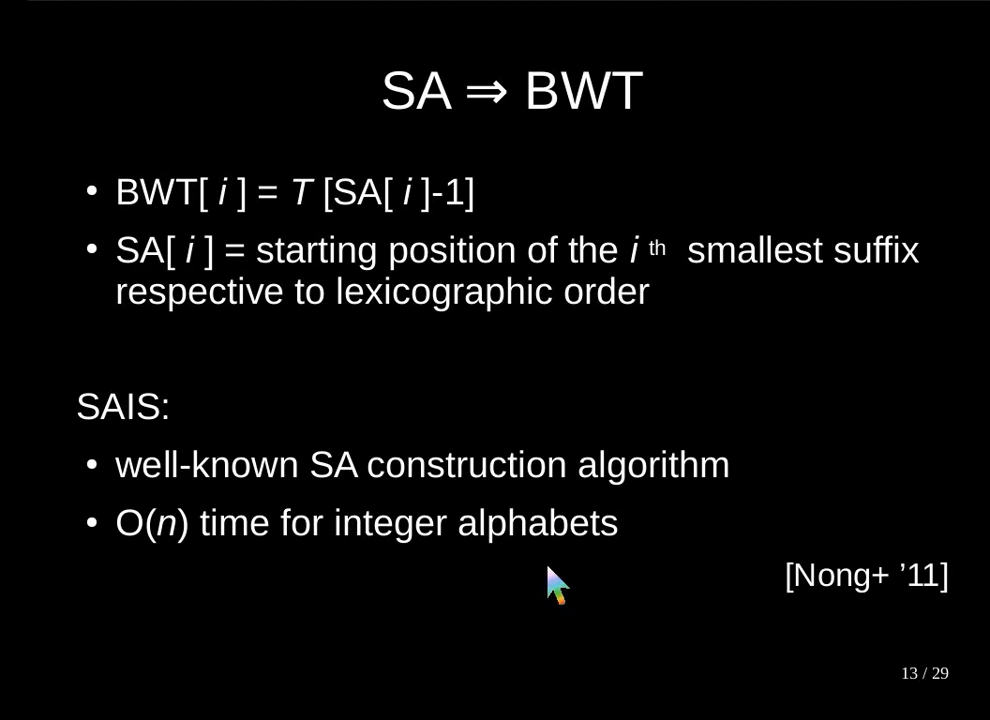 SA ⇒ BWT
• BWT[ i ] = T [SA[ i ]-1]
• SA[ i ] = starting position of the i th smallest suffix
respective to lexicographic order
SAIS:
• well-known SA construction algorithm
• O(n) time for integer alphabets
[Nong+ ’11]
13 / 29